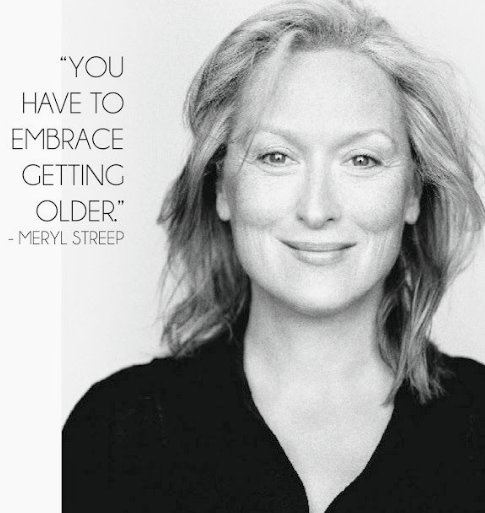 “YOU
HAVE TO
EMBRACE
GETTING
OLDER.”
- MERYL STREEP